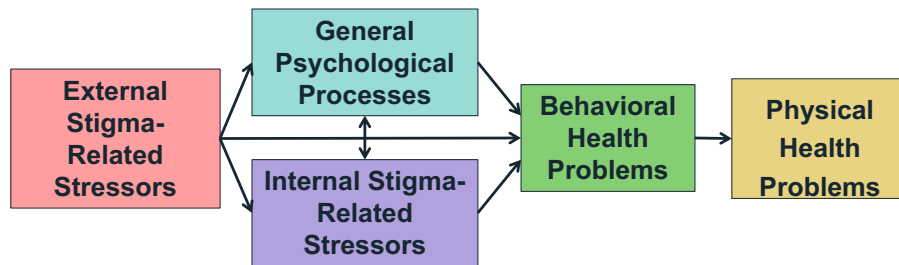 External
Stigma-
Related
Stressors
General
Psychological
Processes
Internal Stigma-
Related
Stressors
Behavioral
Health
Problems
Physical
Health
Problems